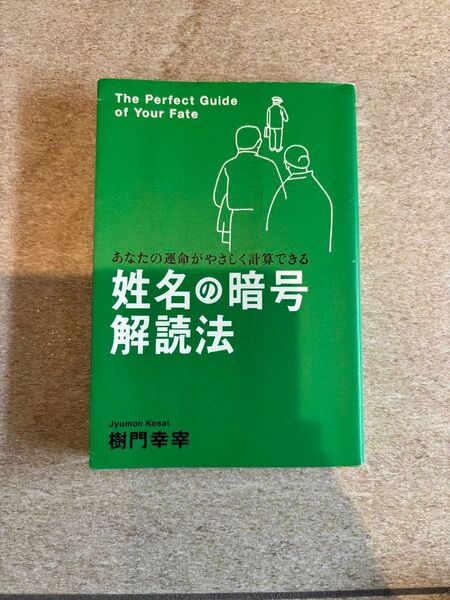 The Perfect Guide
of Your Fate
あなたの運命がやさしく計算できる
姓名の暗号
解読法
Jyumon Kosai
樹門幸宰